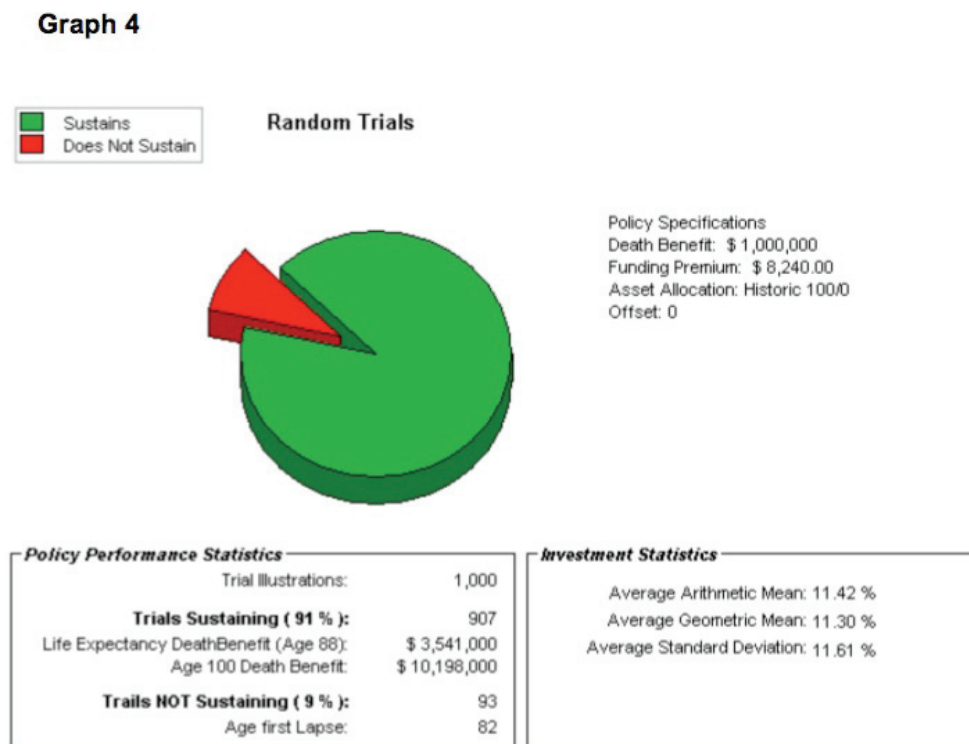 Graph 4
Sustains
Does Not Sustain
Random Trials
Policy Specifications
Death Benefit: $ 1,000,000
Funding Premium: $ 8,240.00
Asset Allocation: Historic 100/0
Offset: 0
Policy Performance Statistics
Trial Illustrations: 1,000
Trials Sustaining ( 91 % ): 907
Life Expectancy DeathBenefit (Age 88): $ 3,541,000
Age 100 Death Benefit: $ 10,198,000
Trails NOT Sustaining ( 9 % ): 93
Age first Lapse: 82
Investment Statistics
Average Arithmetic Mean: 11.42 %
Average Geometric Mean: 11.30 %
Average Standard Deviation: 11.61 %